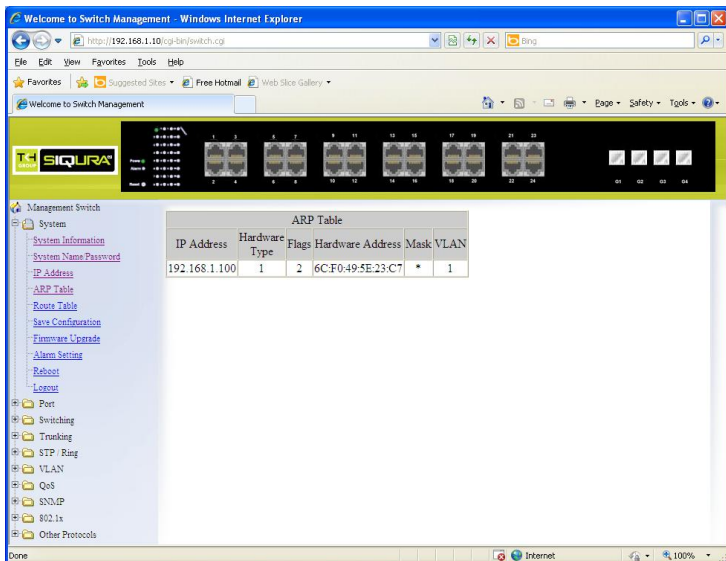 Welcome to Switch Management - Windows Internet Explorer
http://192.168.1.10/cgi-bin/switch.cgi
Bing
File Edit View Favorites Tools Help
Favorites Suggested Sites Free Hotmail Web Slice Gallery
Welcome to Switch Management
Page Safety Tools
TKH GROUP SIQURA
Power
Alarm
Reset
1 3 5 7 9 11 13 15 17 19 21 23
2 4 6 8 10 12 14 16 18 20 22 24
G1 G2 G3 G4
Management Switch
System
System Information
System Name/Password
IP Address
ARP Table
Route Table
Save Configuration
Firmware Upgrade
Alarm Setting
Reboot
Logout
Port
Switching
Trunking
STP / Ring
VLAN
QoS
SNMP
802.1x
Other Protocols
ARP Table
IP Address Hardware Type Flags Hardware Address Mask VLAN
192.168.1.100 1 2 6C:F0:49:5E:23:C7 * 1
Done Internet 100%